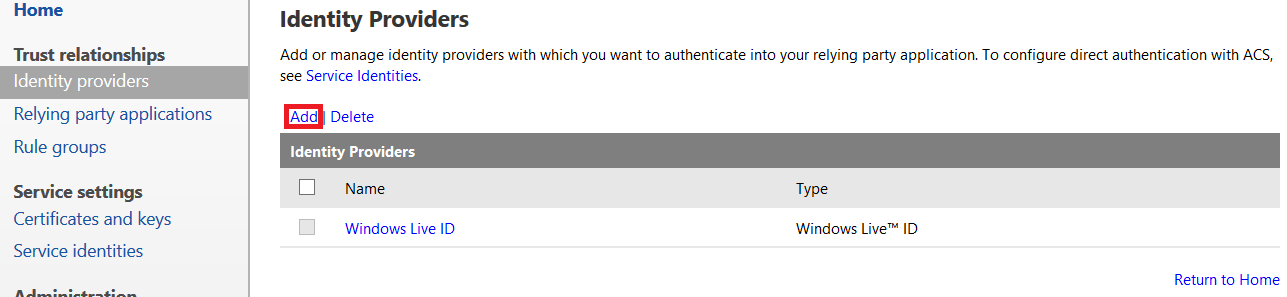 Home
Trust relationships
Identity providers
Relying party applications
Rule groups
Service settings
Certificates and keys
Service identities
Administration
Identity Providers
Add or manage identity providers with which you want to authenticate into your relying party application. To configure direct authentication with ACS,
see Service Identities.
Add | Delete
Identity Providers
Name Type
Windows Live ID Windows Live™ ID
Return to Home